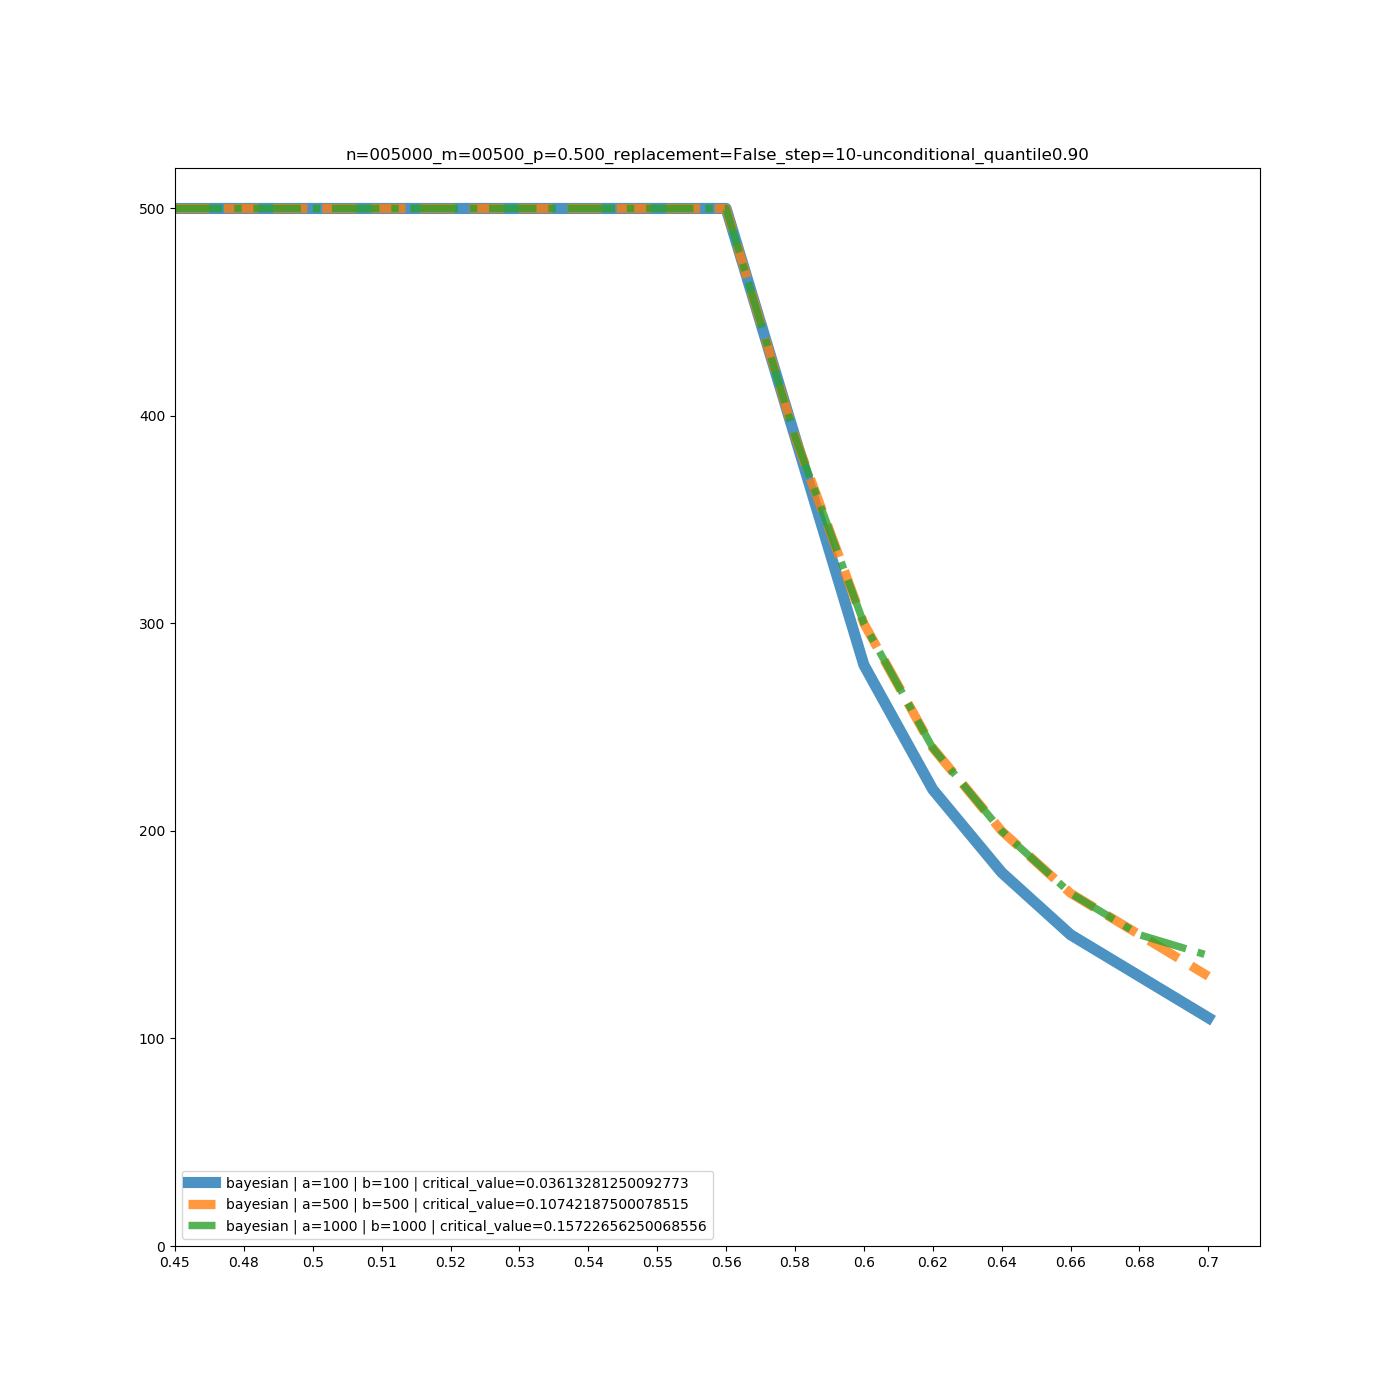 n=005000_m=00500_p=0.500_replacement=False_step=10-unconditional_quantile0.90
500
400
300
200
100
0
0.45 0.48 0.5 0.51 0.52 0.53 0.54 0.55 0.56 0.58 0.6 0.62 0.64 0.66 0.68 0.7
bayesian | a=100 | b=100 | critical_value=0.03613281250092773
bayesian | a=500 | b=500 | critical_value=0.10742187500078515
bayesian | a=1000 | b=1000 | critical_value=0.15722656250068556